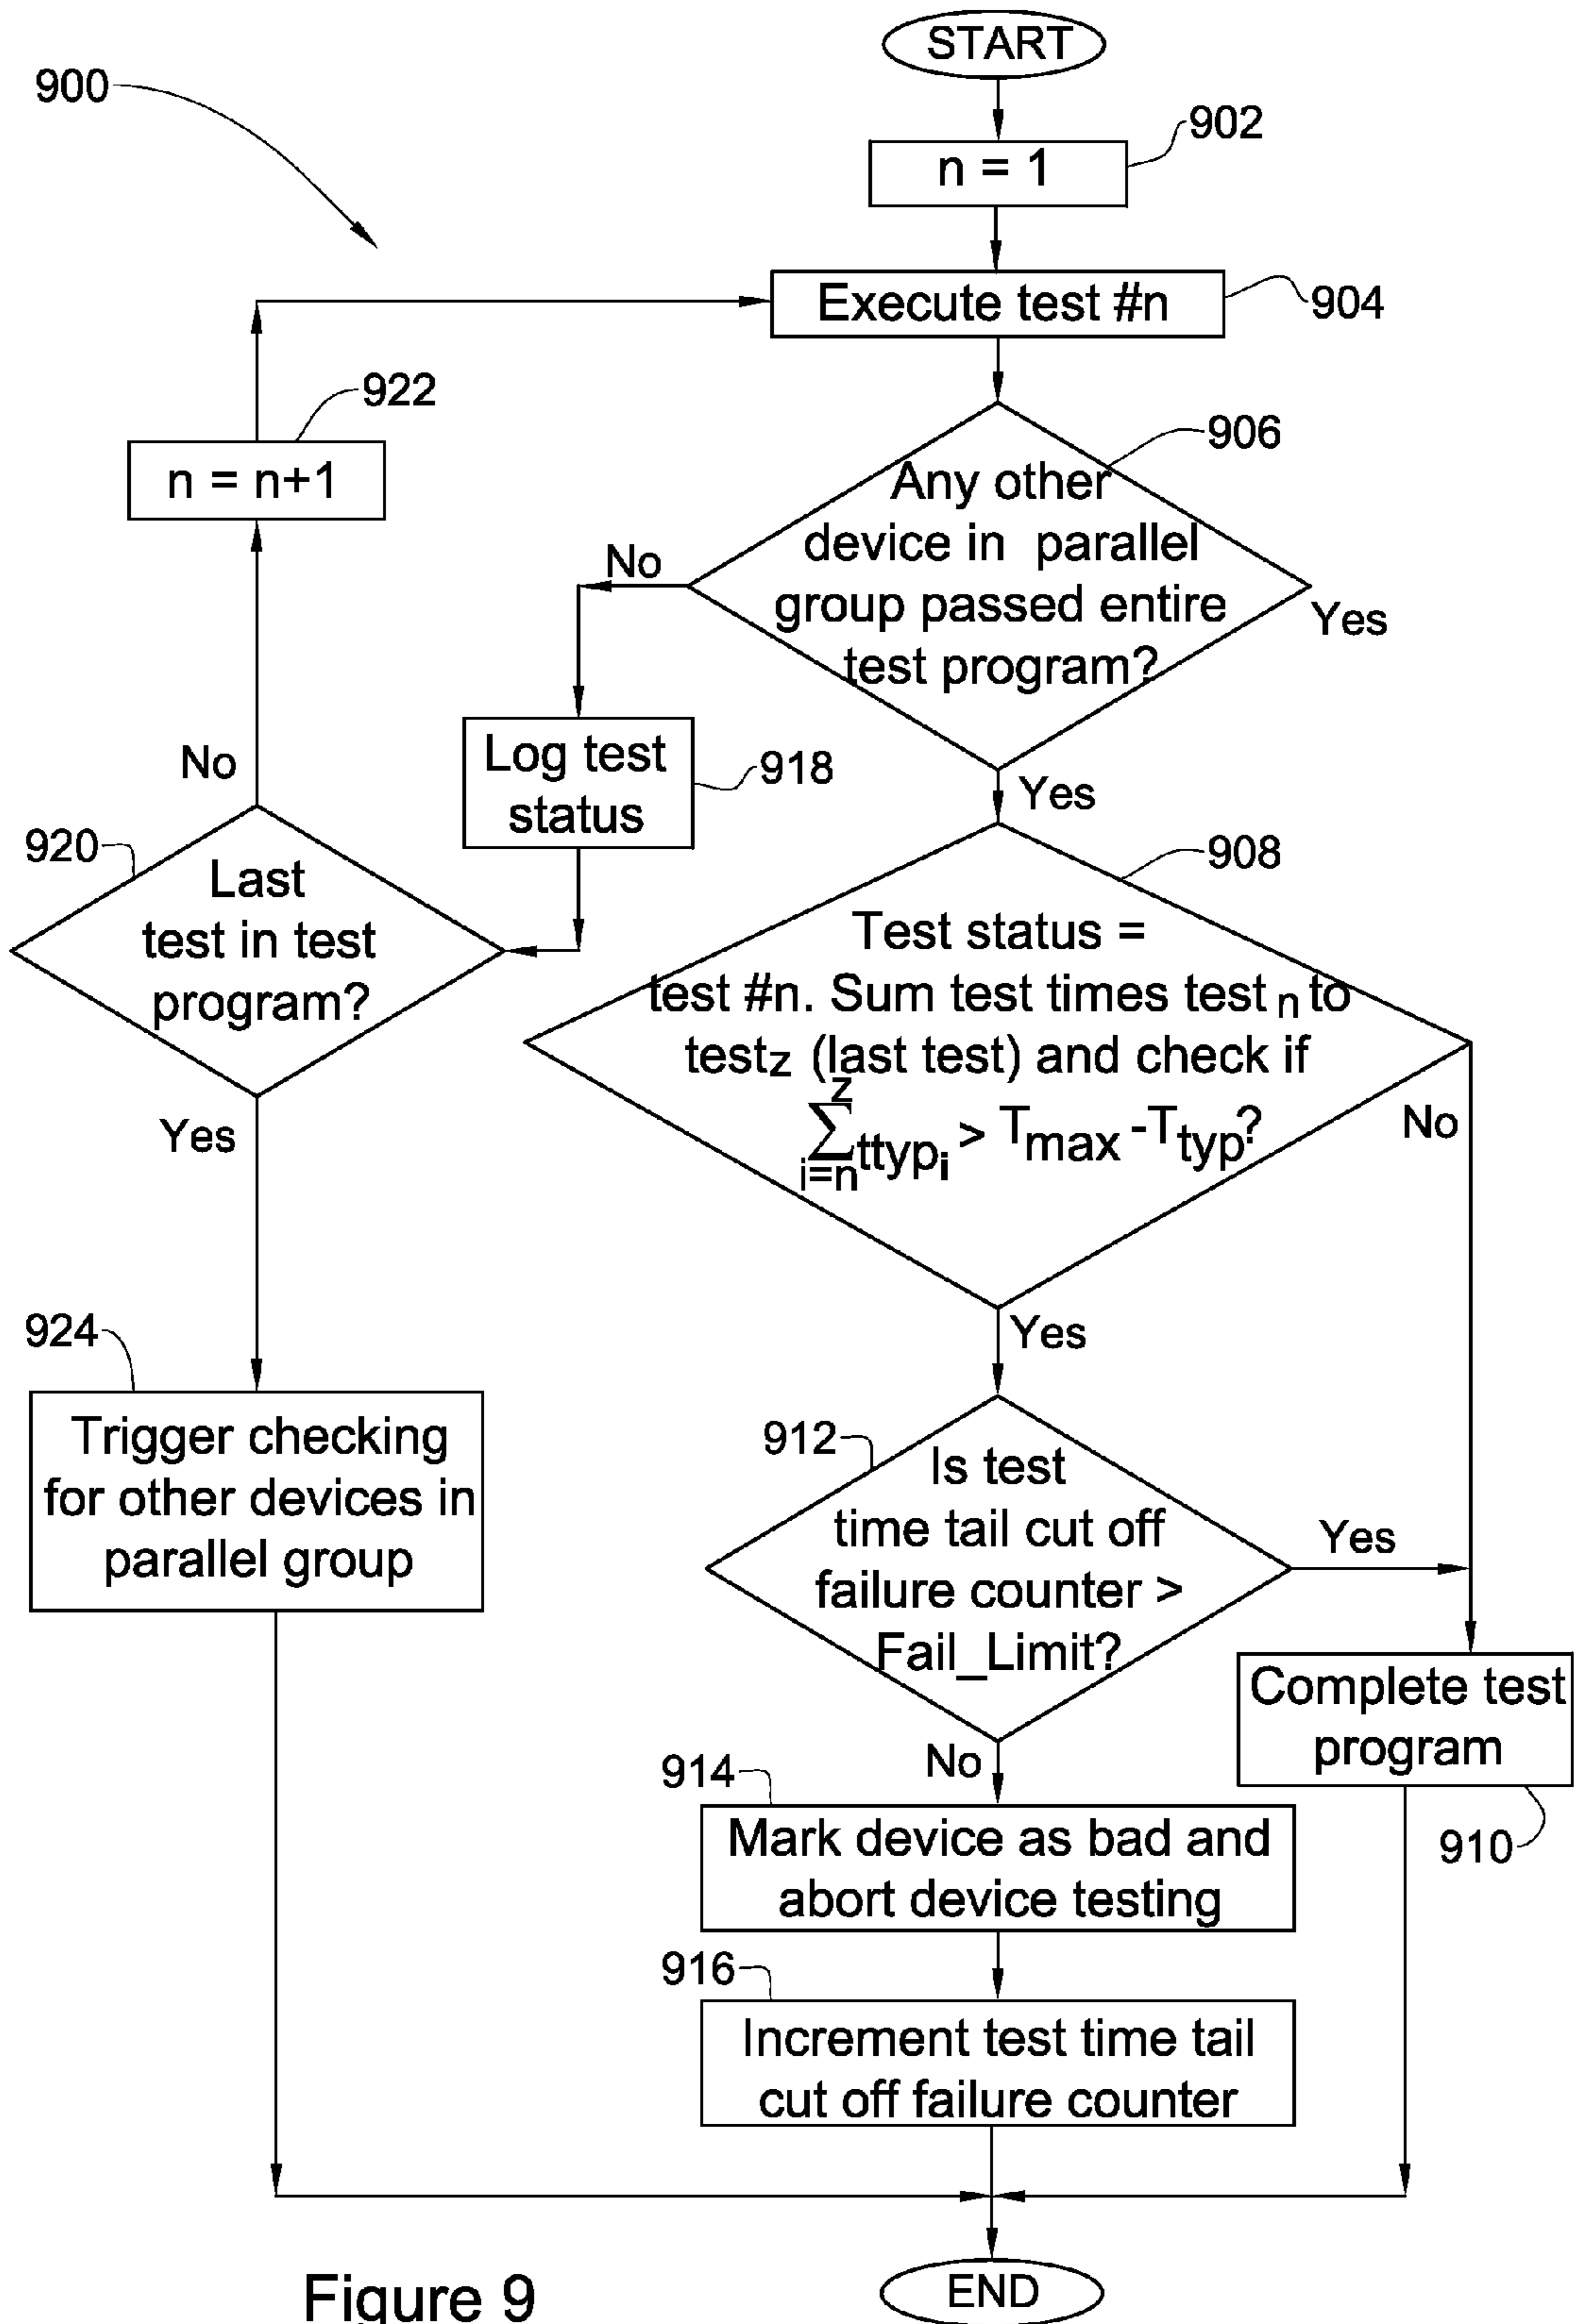 START
900
902
n = 1
Execute test #n
904
922
n = n+1
906
Any other
device in parallel
group passed entire
test program?
No
Yes
Yes
Log test
status
918
No
920
Last
test in test
program?
Yes
908
Test status =
test #n. Sum test times test n to
testz (last test) and check if
z
∑ ttypi > Tmax -Ttyp?
i=n
No
Yes
924
Trigger checking
for other devices in
parallel group
912
Is test
time tail cut off
failure counter >
Fail_Limit?
Yes
No
Complete test
program
910
914
Mark device as bad and
abort device testing
916
Increment test time tail
cut off failure counter
END
Figure 9